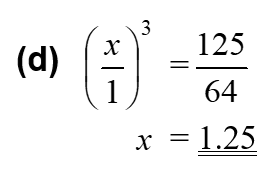 (d) (x/1)³ = 125/64
x = 1.25